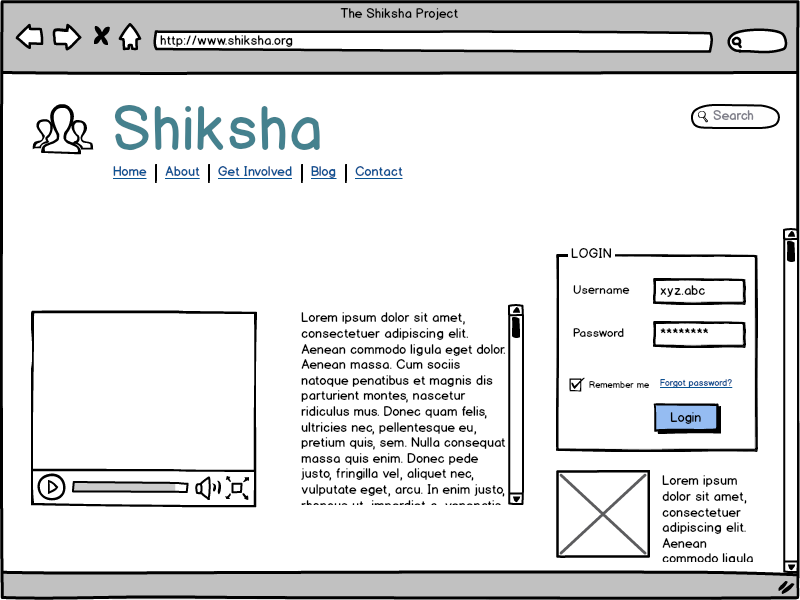 The Shiksha Project
http://www.shiksha.org
Shiksha
Search
Home
About
Get Involved
Blog
Contact
Lorem ipsum dolor sit amet,
consectetuer adipiscing elit.
Aenean commodo ligula eget dolor.
Aenean massa. Cum sociis
natoque penatibus et magnis dis
parturient montes, nascetur
ridiculus mus. Donec quam felis,
ultricies nec, pellentesque eu,
pretium quis, sem. Nulla consequat
massa quis enim. Donec pede
justo, fringilla vel, aliquet nec,
vulputate eget, arcu. In enim justo,
rhoncus ut, imperdiet a, venenatis
LOGIN
Username
xyz.abc
Password
********
Remember me
Forgot password?
Login
Lorem ipsum
dolor sit amet,
consectetuer
adipiscing elit.
Aenean
commodo ligula